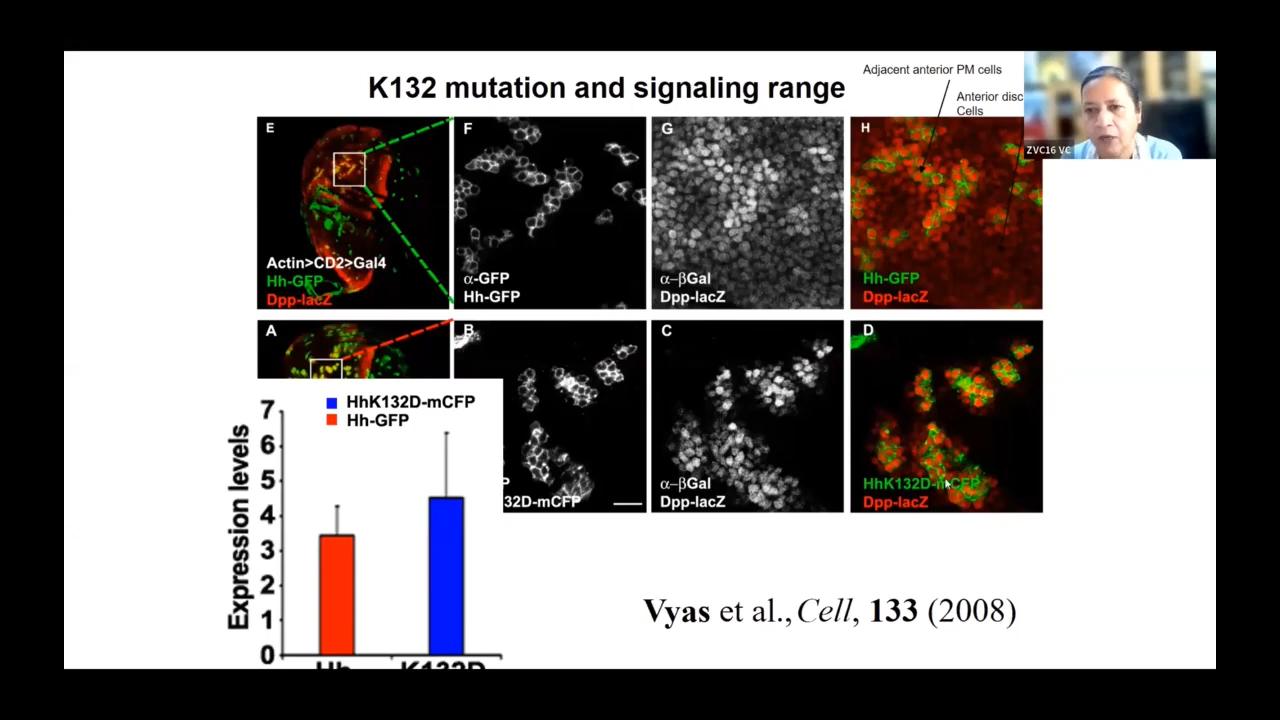 K132 mutation and signaling range
Adjacent anterior PM cells
Anterior disc
Cells
ZVC16 VC
E
Actin>CD2>Gal4
Hh-GFP
Dpp-lacZ
F
α-GFP
Hh-GFP
G
α-βGal
Dpp-lacZ
H
Hh-GFP
Dpp-lacZ
A
B
32D-mCFP
C
α-βGal
Dpp-lacZ
D
HhK132D-mCFP
Dpp-lacZ
HhK132D-mCFP
Hh-GFP
Expression levels
7
6
5
4
3
2
1
0
Hh
K132D
Vyas et al., Cell, 133 (2008)